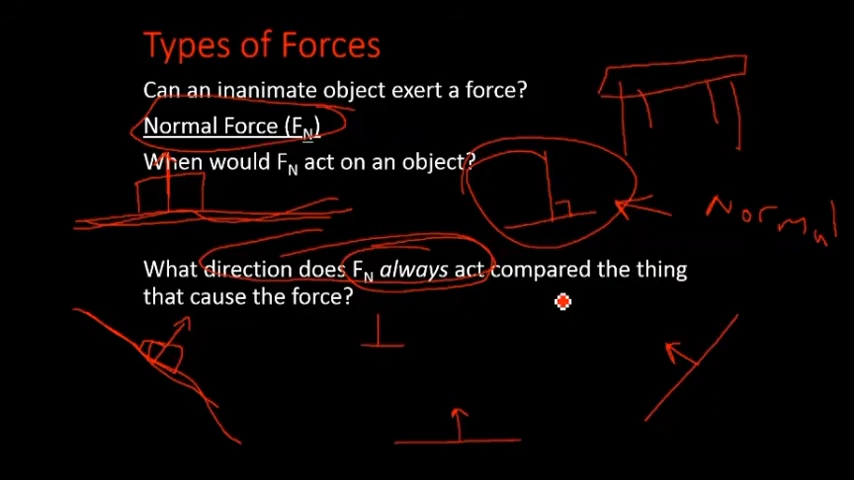 Types of Forces
Can an inanimate object exert a force?
Normal Force (FN)
When would FN act on an object?
Normal
What direction does FN always act compared the thing
that cause the force?